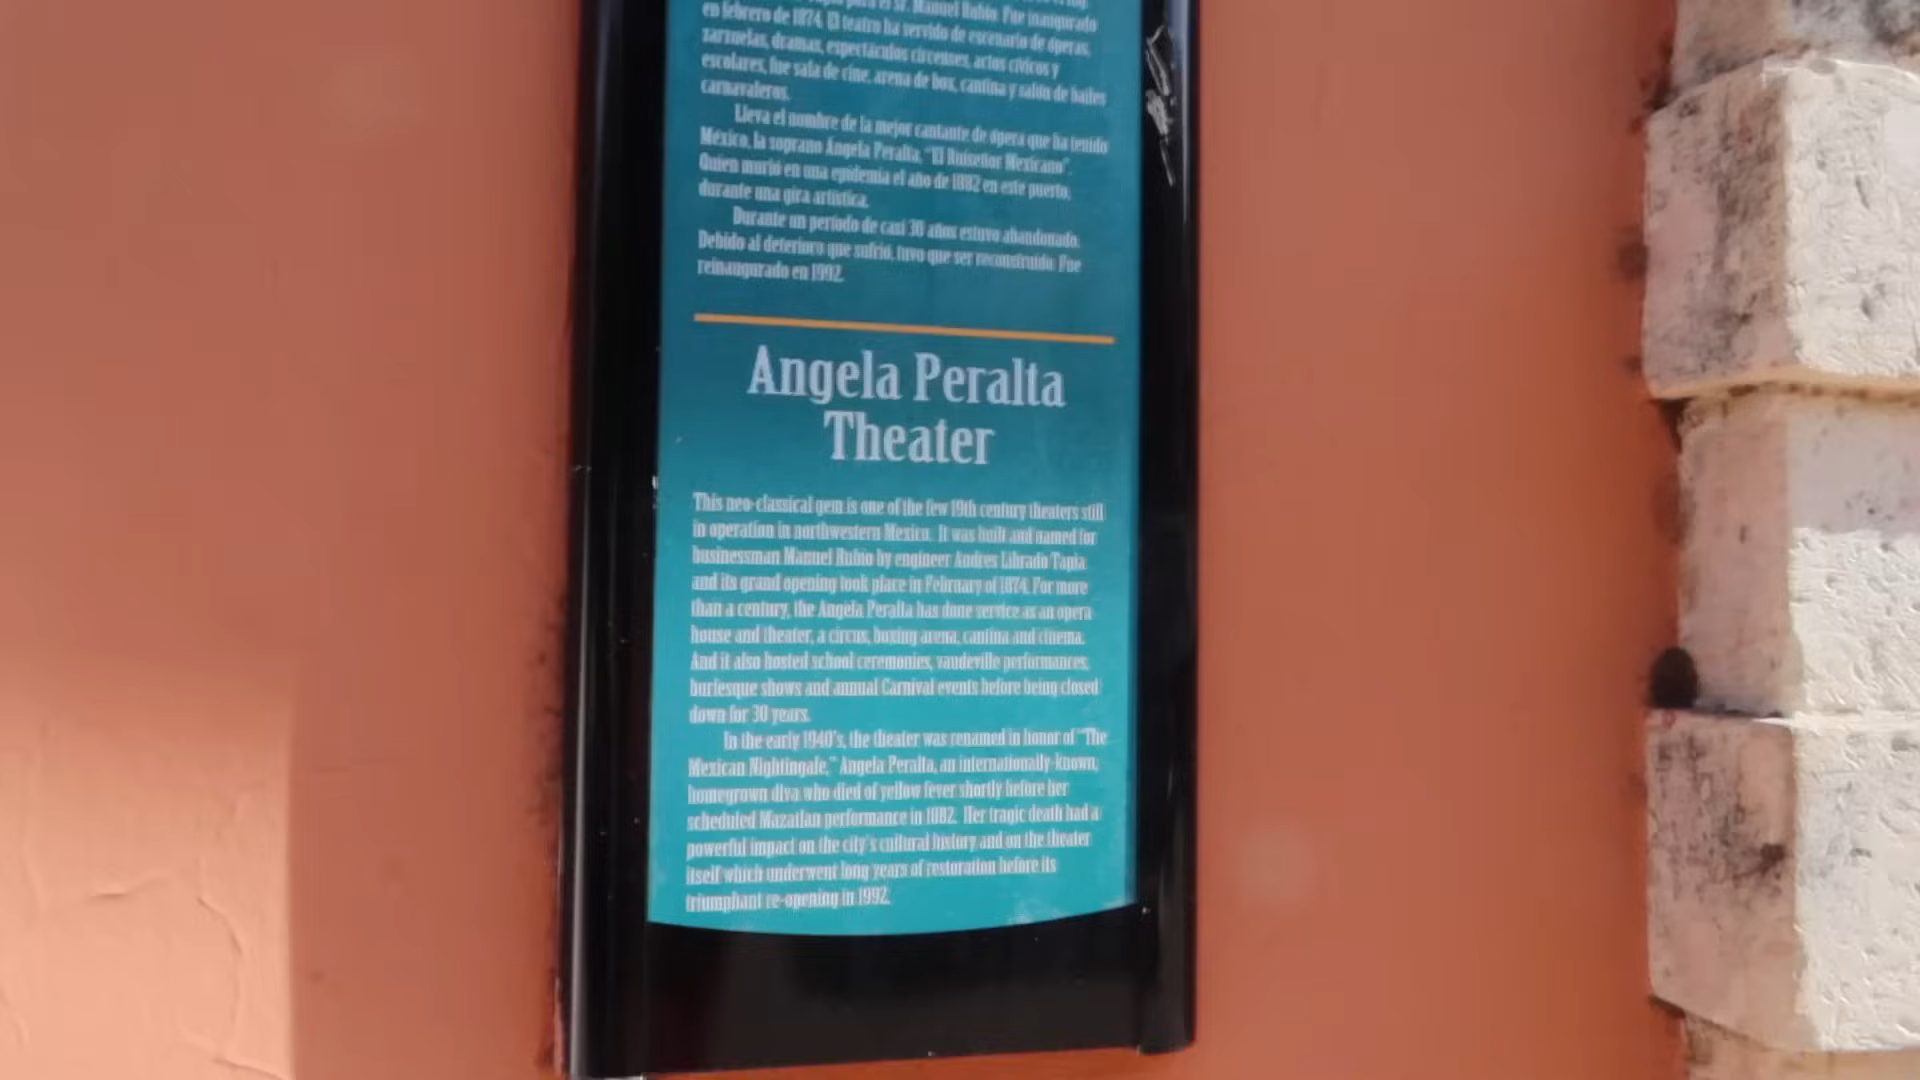 para el Sr. Manuel Rubio. Fue inaugurado
en febrero de 1874. El teatro ha servido de escenario de óperas,
zarzuelas, dramas, espectáculos circenses, actos cívicos y
escolares, fue sala de cine, arena de box, cantina y salón de bailes
carnavaleros.
Lleva el nombre de la mejor cantante de ópera que ha tenido
México, la soprano Ángela Peralta, "El Ruiseñor Mexicano".
Quien murió en una epidemia el año de 1882 en este puerto,
durante una gira artística.
Durante un período de casi 30 años estuvo abandonado.
Debido al deterioro que sufrió, tuvo que ser reconstruido. Fue
reinaugurado en 1992.
Angela Peralta
Theater
This neo-classical gem is one of the few 19th century theaters still
in operation in northwestern Mexico. It was built and named for
businessman Manuel Rubio by engineer Andres Librado Tapia
and its grand opening took place in February of 1874. For more
than a century, the Angela Peralta has done service as an opera
house and theater, a circus, boxing arena, cantina and cinema.
And it also hosted school ceremonies, vaudeville performances,
burlesque shows and annual Carnival events before being closed
down for 30 years.
In the early 1940's, the theater was renamed in honor of "The
Mexican Nightingale," Angela Peralta, an internationally-known,
homegrown diva who died of yellow fever shortly before her
scheduled Mazatlan performance in 1882. Her tragic death had a
powerful impact on the city's cultural history and on the theater
itself which underwent long years of restoration before its
triumphant re-opening in 1992.